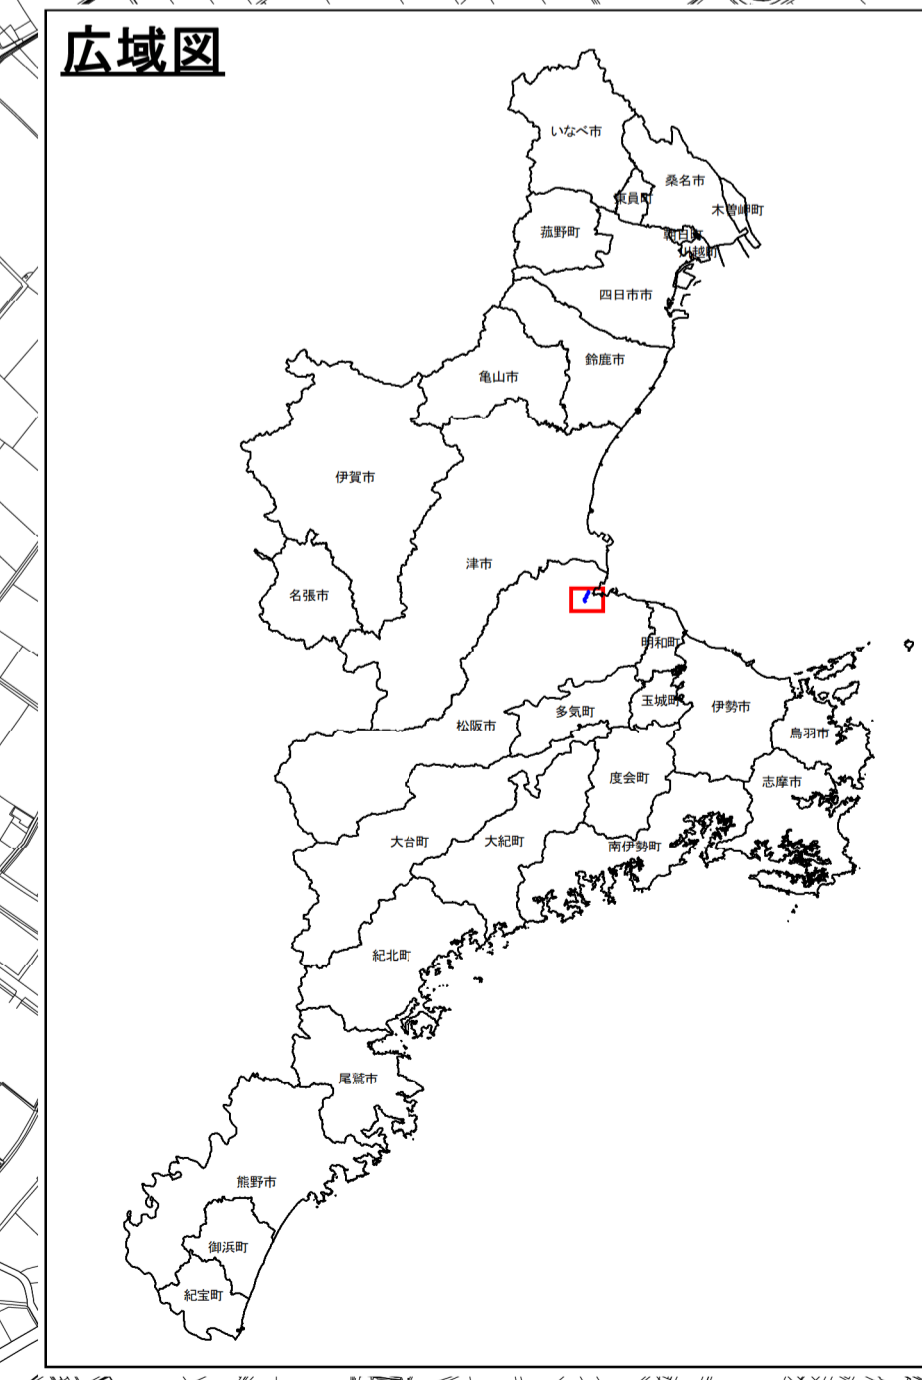 広域図
いなべ市
桑名市
東員町
木曽岬町
菰野町
朝日町
川越町
四日市市
鈴鹿市
亀山市
伊賀市
津市
名張市
明和町
玉城町
伊勢市
多気町
松阪市
鳥羽市
度会町
志摩市
大台町
大紀町
南伊勢町
紀北町
尾鷲市
熊野市
御浜町
紀宝町